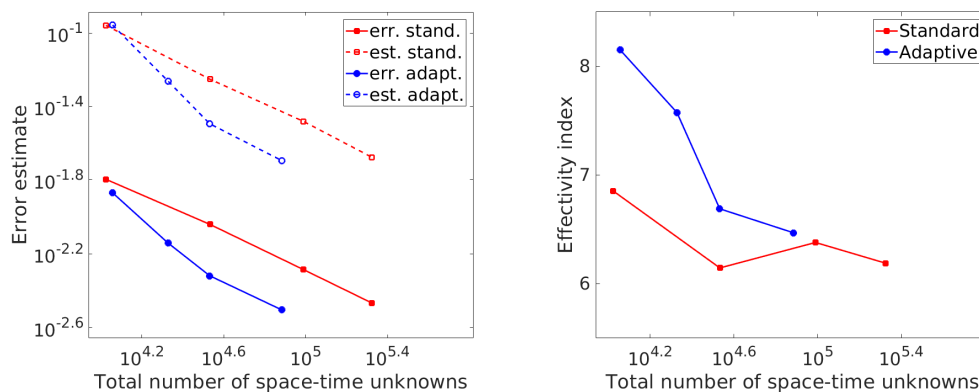 10^-1
10^-1.4
10^-1.8
10^-2.2
10^-2.6
Error estimate
err. stand.
est. stand.
err. adapt.
est. adapt.
10^4.2
10^4.6
10^5
10^5.4
Total number of space-time unknowns
8
7
6
Effectivity index
Standard
Adaptive
10^4.2
10^4.6
10^5
10^5.4
Total number of space-time unknowns